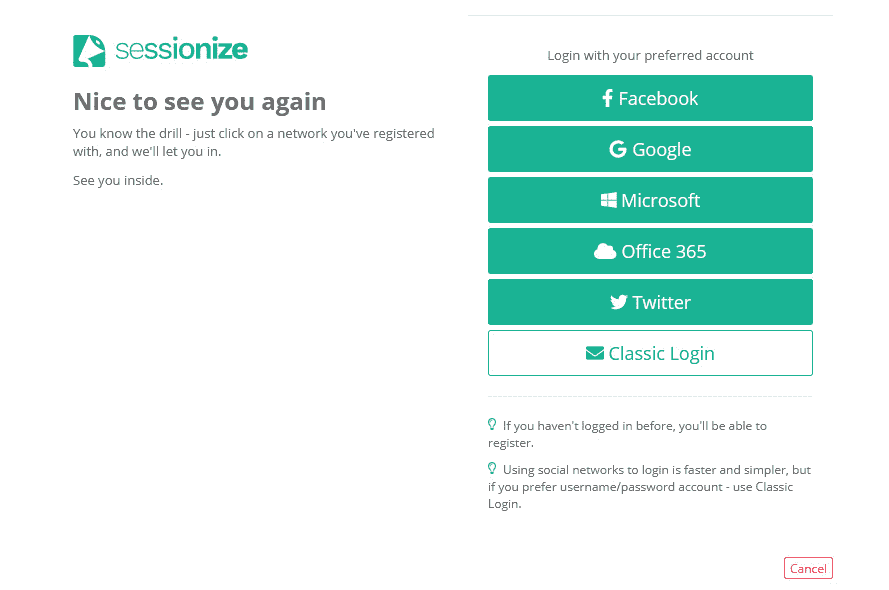 sessionize
Nice to see you again
You know the drill - just click on a network you've registered
with, and we'll let you in.
See you inside.
Login with your preferred account
Facebook
Google
Microsoft
Office 365
Twitter
Classic Login
If you haven't logged in before, you'll be able to
register.
Using social networks to login is faster and simpler, but
if you prefer username/password account - use Classic
Login.
Cancel